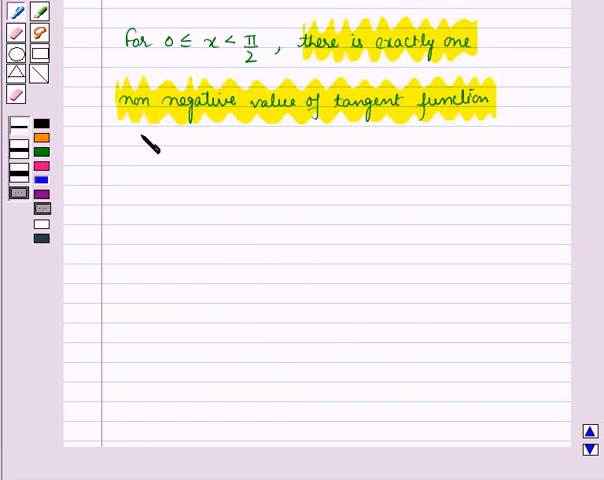 For 0 ≤ x < π/2 , there is exactly one
non negative value of tangent function